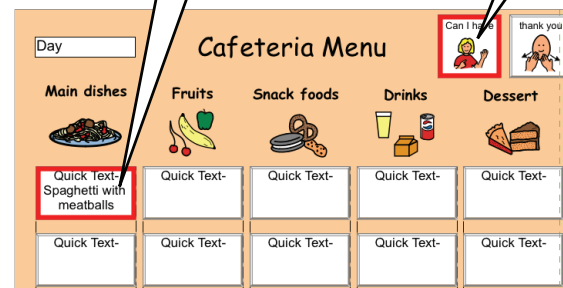 Can I have
thank you
Day
Cafeteria Menu
Main dishes
Fruits
Snack foods
Drinks
Dessert
Quick Text-
Spaghetti with
meatballs
Quick Text-
Quick Text-
Quick Text-
Quick Text-
Quick Text-
Quick Text-
Quick Text-
Quick Text-
Quick Text-